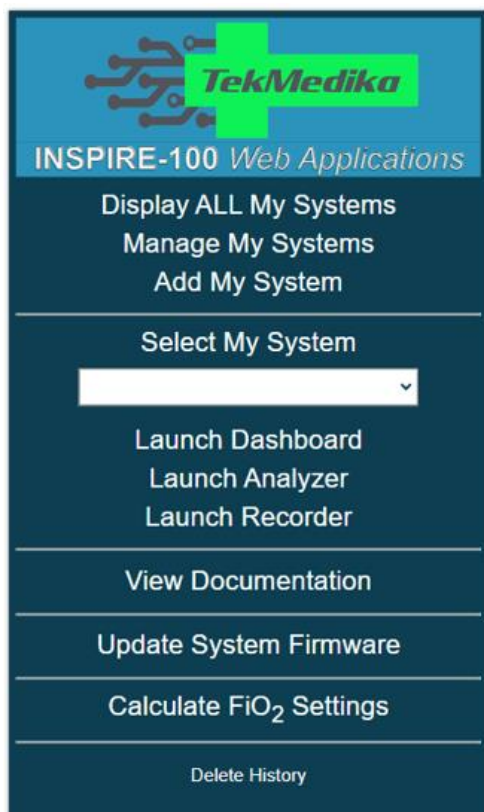 TekMedika
INSPIRE-100 Web Applications
Display ALL My Systems
Manage My Systems
Add My System
Select My System
Launch Dashboard
Launch Analyzer
Launch Recorder
View Documentation
Update System Firmware
Calculate FiO₂ Settings
Delete History